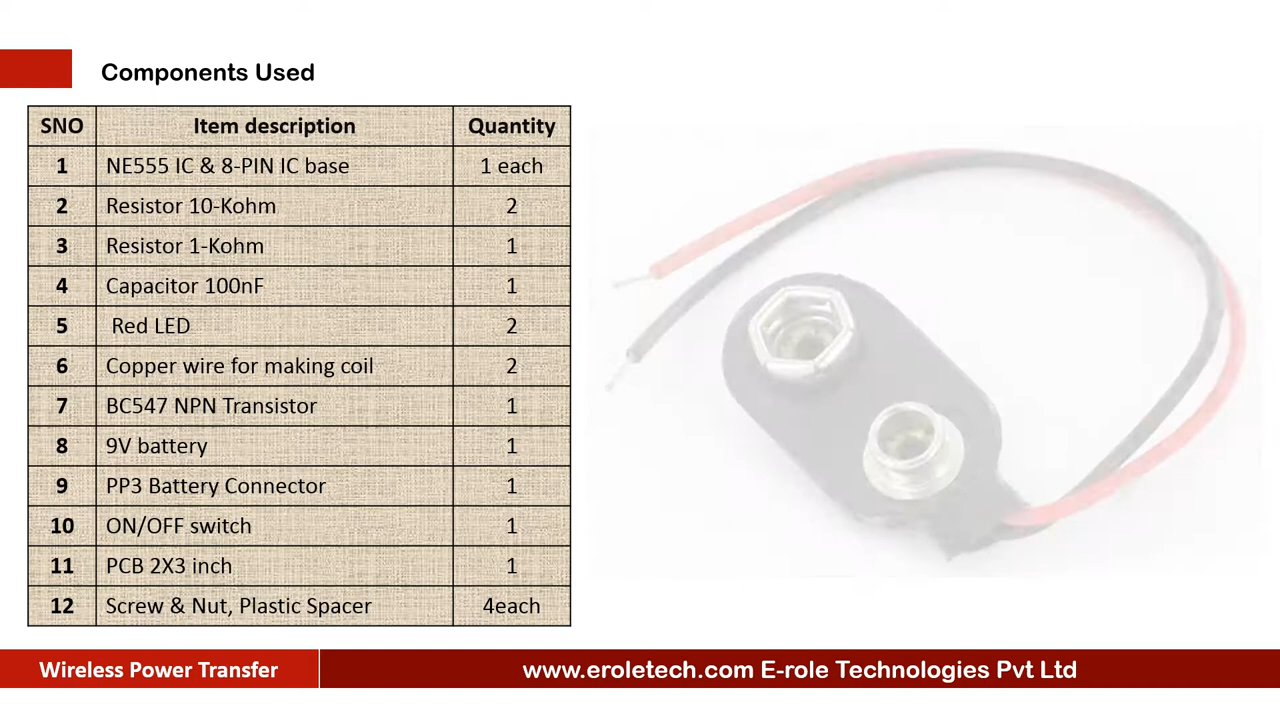 Components Used
SNO Item description Quantity
1 NE555 IC & 8-PIN IC base 1 each
2 Resistor 10-Kohm 2
3 Resistor 1-Kohm 1
4 Capacitor 100nF 1
5 Red LED 2
6 Copper wire for making coil 2
7 BC547 NPN Transistor 1
8 9V battery 1
9 PP3 Battery Connector 1
10 ON/OFF switch 1
11 PCB 2X3 inch 1
12 Screw & Nut, Plastic Spacer 4each
Wireless Power Transfer www.eroletech.com E-role Technologies Pvt Ltd